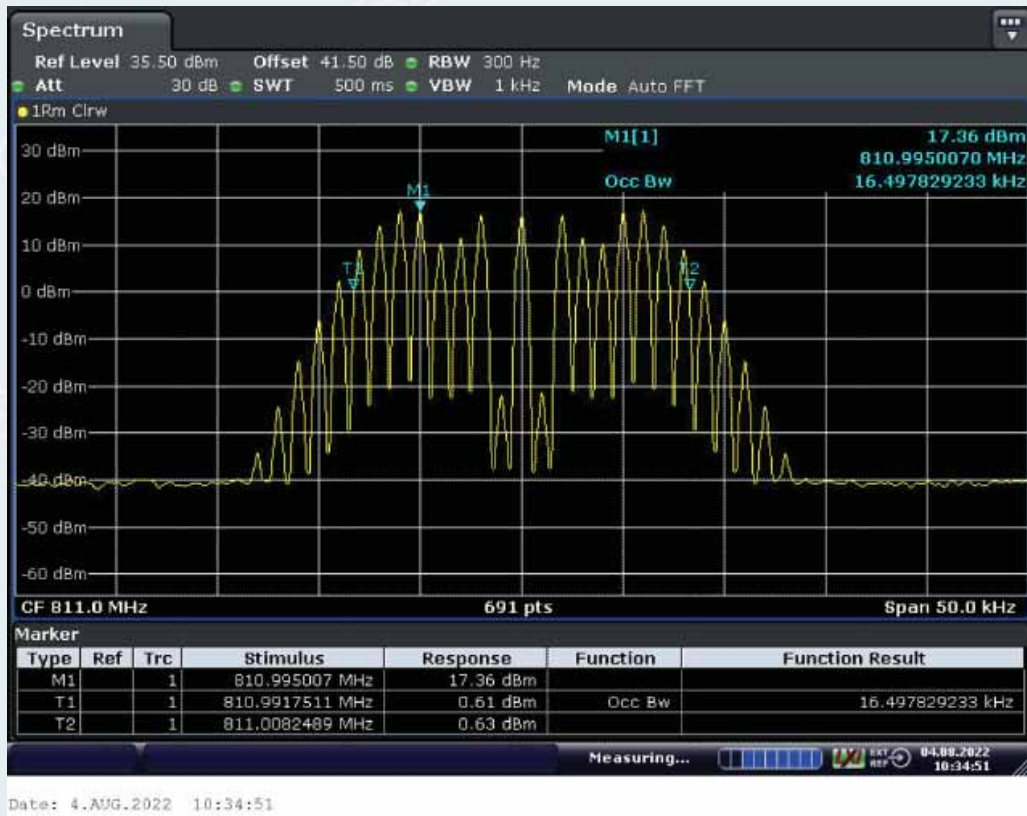 Spectrum
Ref Level 35.50 dBm Offset 41.50 dB RBW 300 Hz
Att 30 dB SWT 500 ms VBW 1 kHz Mode Auto FFT
1Rm Clrw
M1[1] 17.36 dBm
810.9950070 MHz
Occ Bw 16.497829233 kHz
30 dBm
20 dBm
M1
10 dBm
T1 T2
0 dBm
-10 dBm
-20 dBm
-30 dBm
-40 dBm
-50 dBm
-60 dBm
CF 811.0 MHz 691 pts Span 50.0 kHz
Marker
Type Ref Trc Stimulus Response Function Function Result
M1 1 810.995007 MHz 17.36 dBm
T1 1 810.9917511 MHz 0.61 dBm Occ Bw 16.497829233 kHz
T2 1 811.0082489 MHz 0.63 dBm
Measuring... LXI EXT REF 04.08.2022
10:34:51
Date: 4.AUG.2022 10:34:51